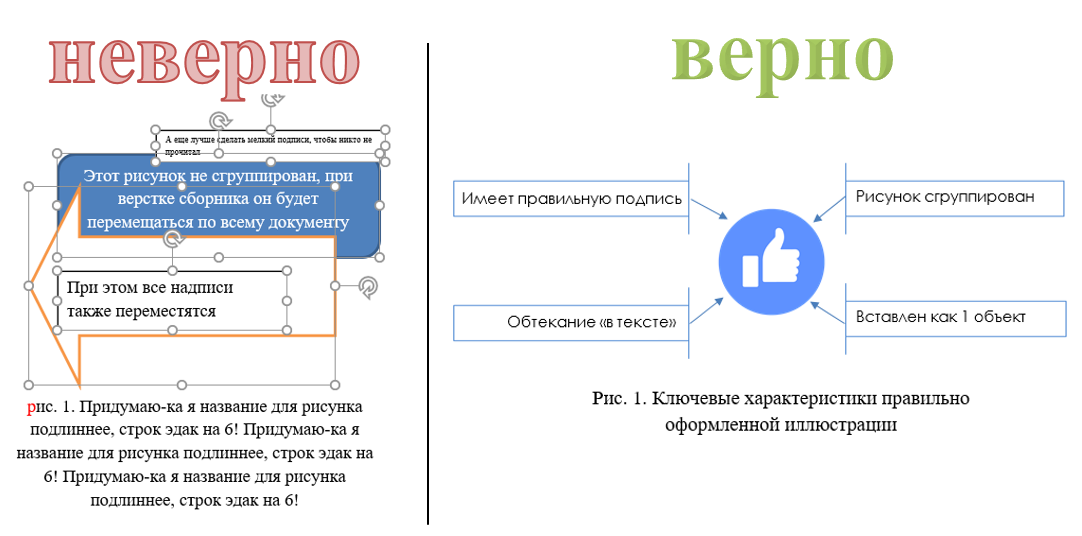 неверно
А еще лучше сделать мелкий подписи, чтобы никто не
прочитал
Этот рисунок не сгруппирован, при
верстке сборника он будет
перемещаться по всему документу
При этом все надписи
также переместятся
рис. 1. Придумаю-ка я название для рисунка
подлиннее, строк эдак на 6! Придумаю-ка я
название для рисунка подлиннее, строк эдак на
6! Придумаю-ка я название для рисунка
подлиннее, строк эдак на 6!
верно
Имеет правильную подпись
Рисунок сгруппирован
Обтекание «в тексте»
Вставлен как 1 объект
Рис. 1. Ключевые характеристики правильно
оформленной иллюстрации